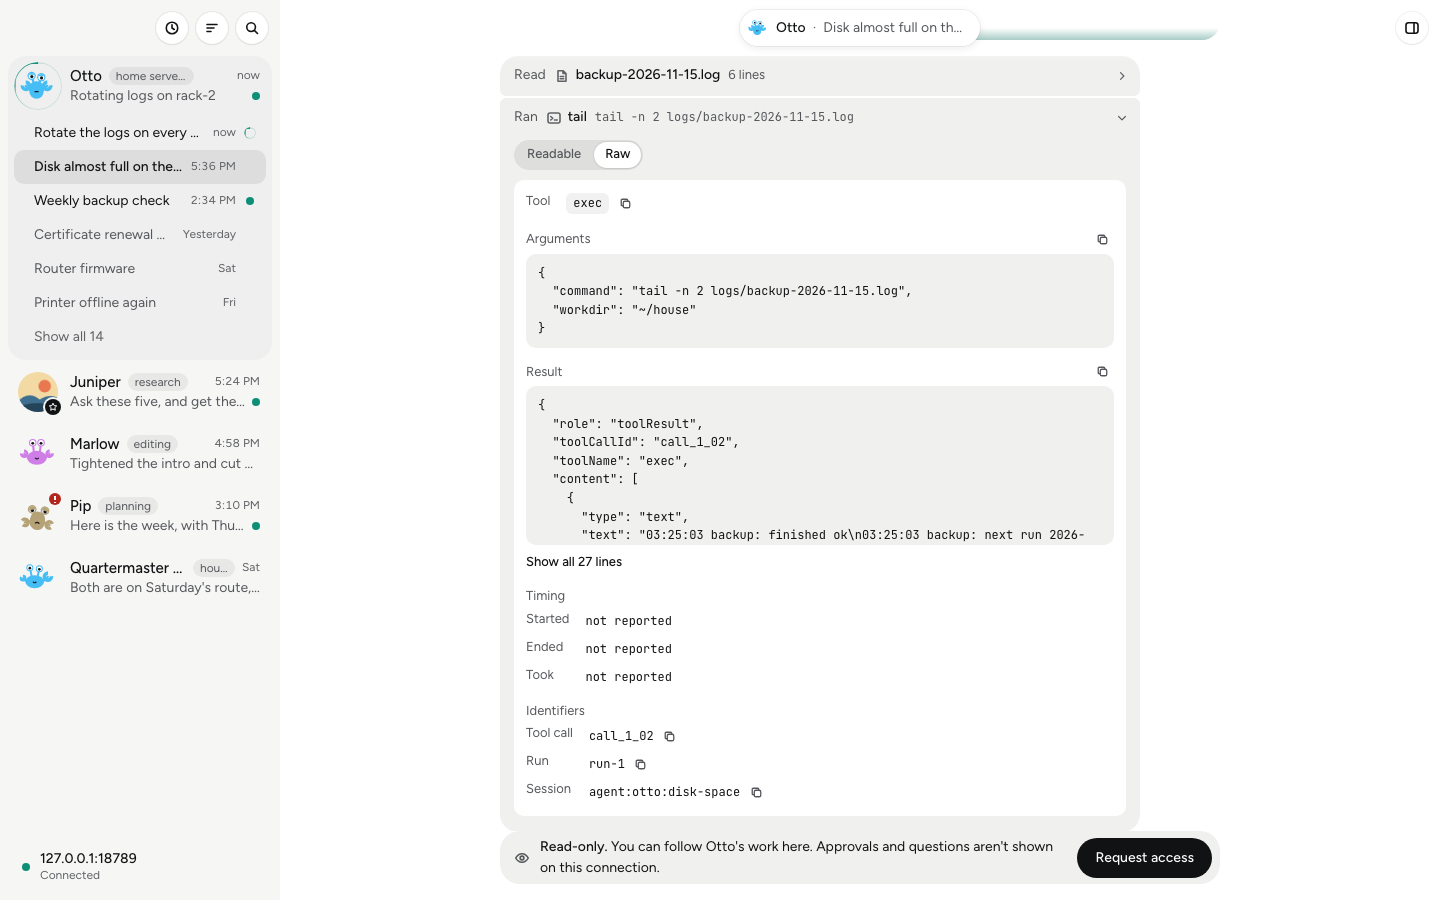 Otto home serve... now
Rotating logs on rack-2
Rotate the logs on every ... now
Disk almost full on the... 5:36 PM
Weekly backup check 2:34 PM
Certificate renewal ... Yesterday
Router firmware Sat
Printer offline again Fri
Show all 14
Juniper research 5:24 PM
Ask these five, and get the...
Marlow editing 4:58 PM
Tightened the intro and cut ...
Pip planning 3:10 PM
Here is the week, with Thu...
Quartermaster ... hou... Sat
Both are on Saturday's route,...
127.0.0.1:18789
Connected
Otto · Disk almost full on th...
Read backup-2026-11-15.log 6 lines
Ran tail tail -n 2 logs/backup-2026-11-15.log
Readable Raw
Tool exec
Arguments
{
"command": "tail -n 2 logs/backup-2026-11-15.log",
"workdir": "~/house"
}
Result
{
"role": "toolResult",
"toolCallId": "call_1_02",
"toolName": "exec",
"content": [
{
"type": "text",
"text": "03:25:03 backup: finished ok\n03:25:03 backup: next run 2026-
Show all 27 lines
Timing
Started not reported
Ended not reported
Took not reported
Identifiers
Tool call call_1_02
Run run-1
Session agent:otto:disk-space
Read-only. You can follow Otto's work here. Approvals and questions aren't shown
on this connection.
Request access